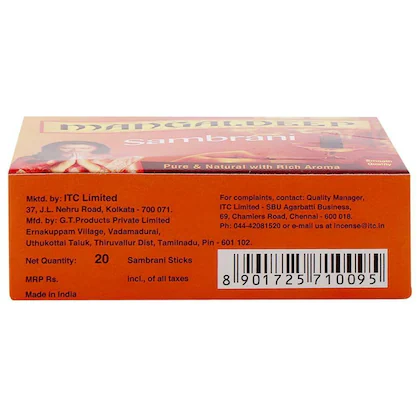 MANGALDEEP
Sambrani
Pure & Natural with Rich Aroma
Mktd. by: ITC Limited
37, J.L. Nehru Road, Kolkata - 700 071.
Mfd. by: G.T.Products Private Limited
Ernakuppam Village, Vadamadurai,
Uthukottai Taluk, Thiruvallur Dist, Tamilnadu, Pin - 601 102.
Net Quantity: 20 Sambrani Sticks
MRP Rs. incl., of all taxes
Made in India
For complaints, contact: Quality Manager,
ITC Limited - SBU Agarbatti Business,
69, Chamiers Road, Chennai - 600 018.
Ph: 044-42081520 or e-mail us at incense@itc.in
8 901725 710095